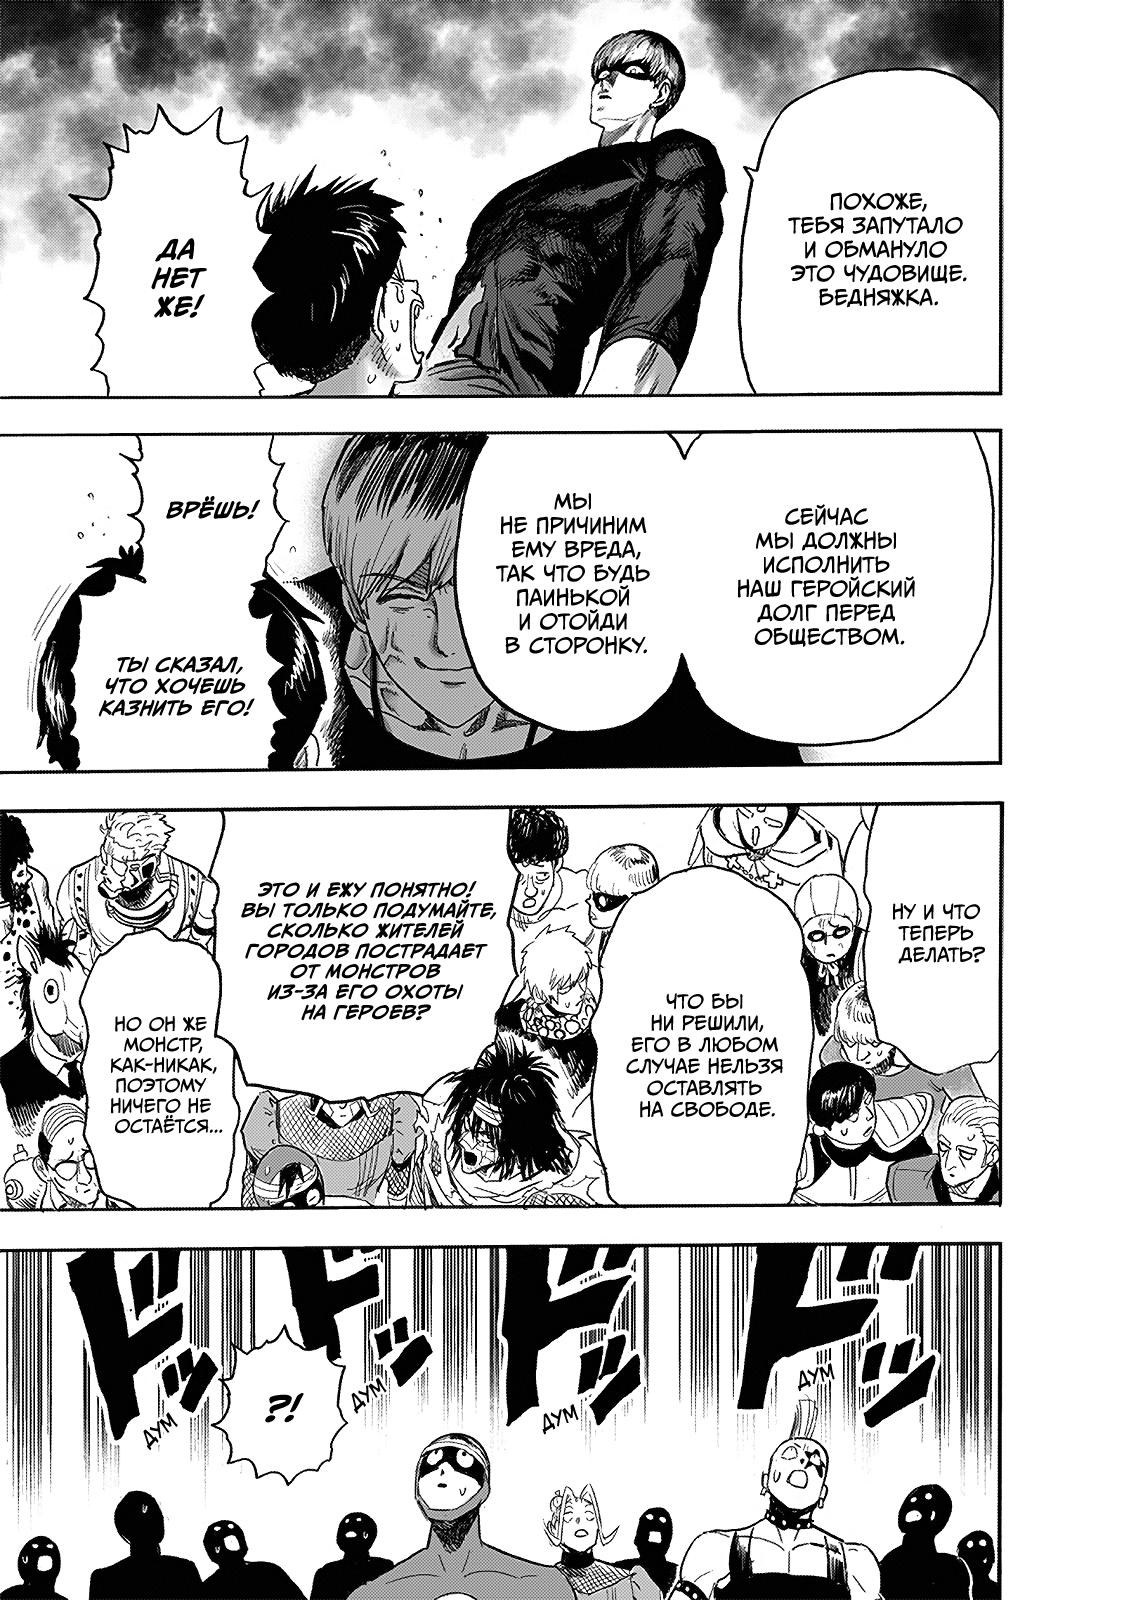 ПОХОЖЕ,
ТЕБЯ ЗАПУТАЛО
И ОБМАНУЛО
ЭТО ЧУДОВИЩЕ.
БЕДНЯЖКА.
ДА
НЕТ
ЖЕ!
СЕЙЧАС
МЫ ДОЛЖНЫ
ИСПОЛНИТЬ
НАШ ГЕРОЙСКИЙ
ДОЛГ ПЕРЕД
ОБЩЕСТВОМ.
МЫ
НЕ ПРИЧИНИМ
ЕМУ ВРЕДА,
ТАК ЧТО БУДЬ
ПАИНЬКОЙ
И ОТОЙДИ
В СТОРОНКУ.
ВРЁШЬ!
ТЫ СКАЗАЛ,
ЧТО ХОЧЕШЬ
КАЗНИТЬ ЕГО!
НУ И ЧТО
ТЕПЕРЬ
ДЕЛАТЬ?
ЧТО БЫ
НИ РЕШИЛИ,
ЕГО В ЛЮБОМ
СЛУЧАЕ НЕЛЬЗЯ
ОСТАВЛЯТЬ
НА СВОБОДЕ.
ЭТО И ЕЖУ ПОНЯТНО!
ВЫ ТОЛЬКО ПОДУМАЙТЕ,
СКОЛЬКО ЖИТЕЛЕЙ
ГОРОДОВ ПОСТРАДАЕТ
ОТ МОНСТРОВ
ИЗ-ЗА ЕГО ОХОТЫ
НА ГЕРОЕВ?
НО ОН ЖЕ
МОНСТР,
КАК-НИКАК,
ПОЭТОМУ
НИЧЕГО НЕ
ОСТАЁТСЯ...
ドッ
ДУМ
ドッ
ДУМ
ドッ
ДУМ
ドッ
ДУМ
?!